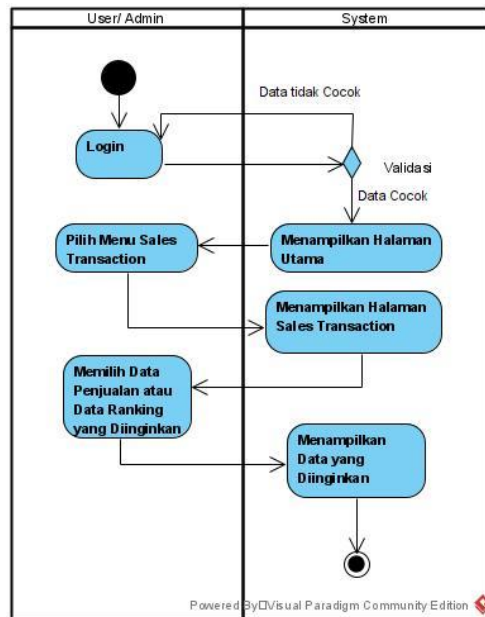 User/ Admin
System
Data tidak Cocok
Login
Validasi
Data Cocok
Pilih Menu Sales
Transaction
Menampilkan Halaman
Utama
Menampilkan Halaman
Sales Transaction
Memilih Data
Penjualan atau
Data Ranking
yang Diinginkan
Menampilkan
Data yang
Diinginkan
Powered By□Visual Paradigm Community Edition